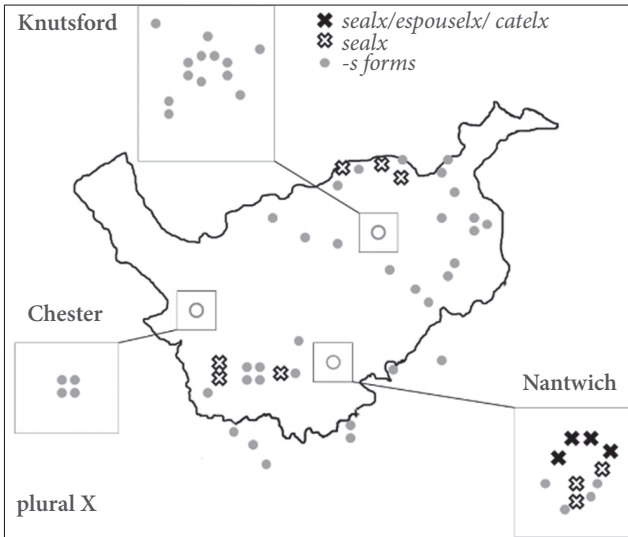 Knutsford
sealx/espouselx/ catelx
sealx
-s forms
Chester
Nantwich
plural X